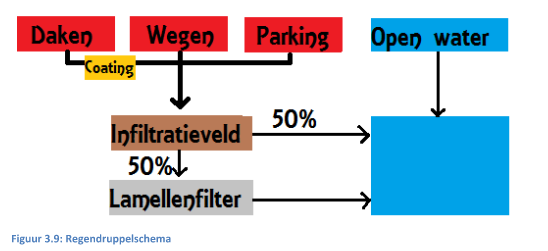 Daken Wegen Parking Open water
Coating
Infiltratieveld 50%
50%
Lamellenfilter
Figuur 3.9: Regendruppelschema